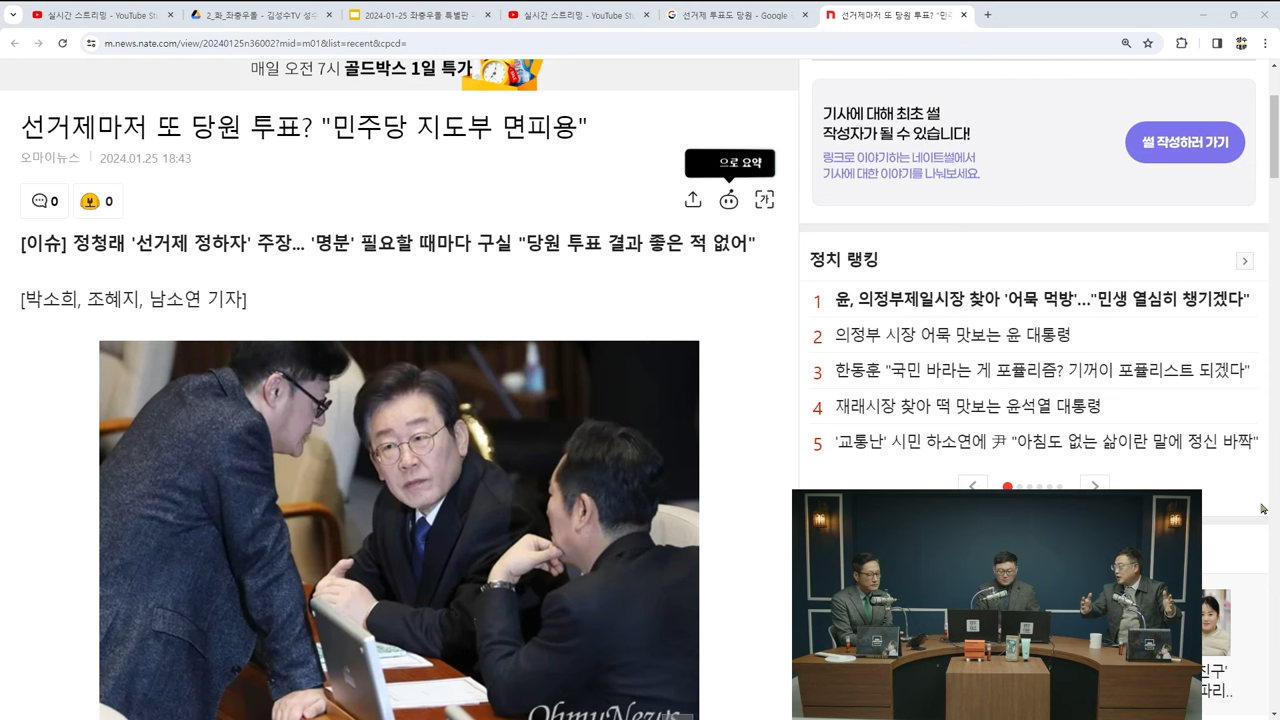 실시간 스트리밍 - YouTube St
2_화_좌충우돌 - 김성수TV 성수
2024-01-25 좌충우돌 특별판 -
실시간 스트리밍 - YouTube St
선거제 투표도 당원 - Google
선거제마저 또 당원 투표? "민주
m.news.nate.com/view/20240125n36002?mid=m01&list=recent&cpcd=
매일 오전 7시 골드박스 1일 특가
선거제마저 또 당원 투표? "민주당 지도부 면피용"
오마이뉴스 2024.01.25 18:43
으로 요약
0
0
가
[이슈] 정청래 '선거제 정하자' 주장... '명분' 필요할 때마다 구실 "당원 투표 결과 좋은 적 없어"
[박소희, 조혜지, 남소연 기자]
OhmyNews
기사에 대해 최초 썰
작성자가 될 수 있습니다!
링크로 이야기하는 네이트썰에서
기사에 대한 이야기를 나눠보세요.
썰 작성하러 가기
정치 랭킹
1 윤, 의정부제일시장 찾아 '어묵 먹방'…"민생 열심히 챙기겠다"
2 의정부 시장 어묵 맛보는 윤 대통령
3 한동훈 "국민 바라는 게 포퓰리즘? 기꺼이 포퓰리스트 되겠다"
4 재래시장 찾아 떡 맛보는 윤석열 대통령
5 '교통난' 시민 하소연에 尹 "아침도 없는 삶이란 말에 정신 바짝"
친구'
파리..